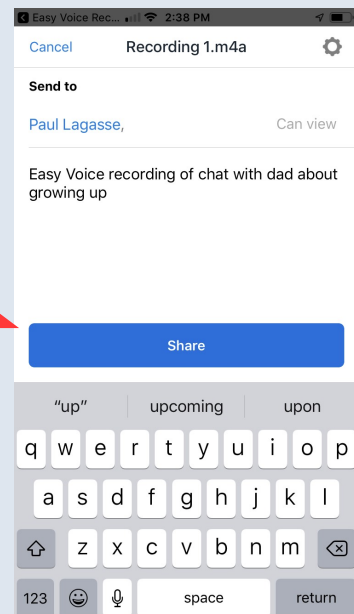 Easy Voice Rec... 2:38 PM
Cancel Recording 1.m4a
Send to
Paul Lagasse, Can view
Easy Voice recording of chat with dad about
growing up
Share
"up" upcoming upon
q w e r t y u i o p
a s d f g h j k l
z x c v b n m
123 space return